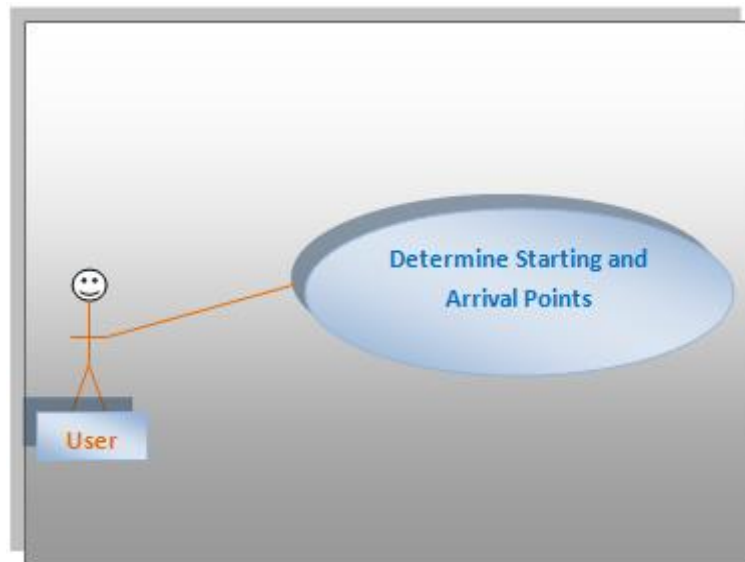 Determine Starting and
Arrival Points
User